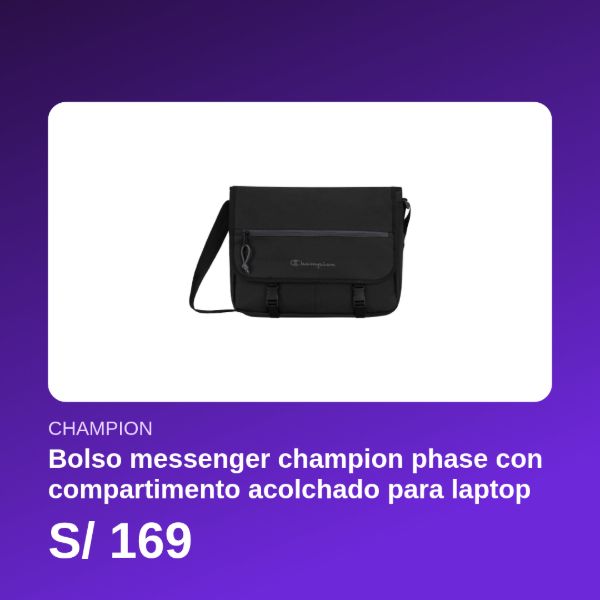 Champion
CHAMPION
Bolso messenger champion phase con
compartimento acolchado para laptop
S/ 169